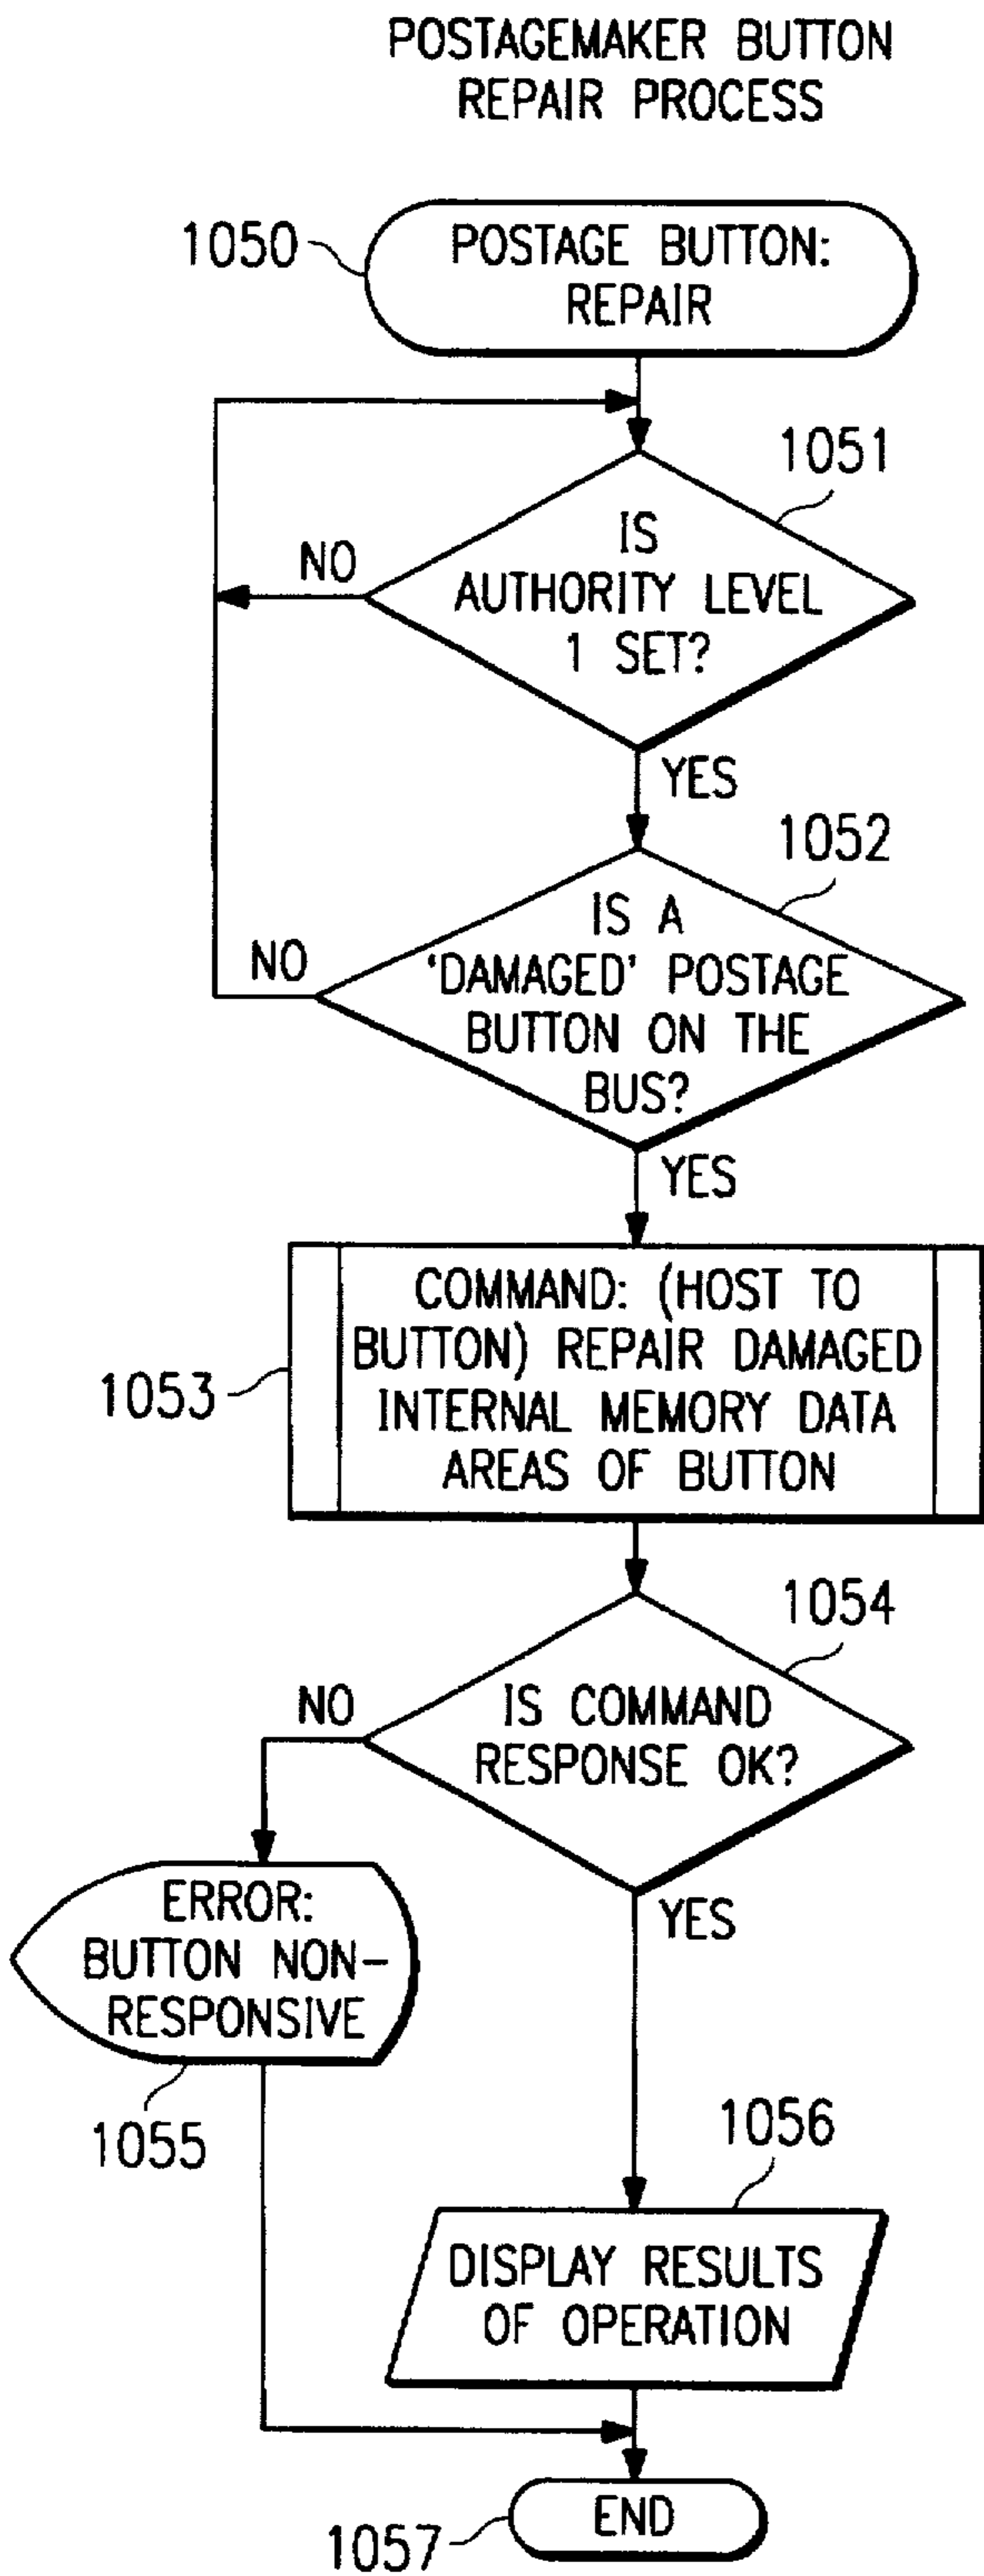 POSTAGEMAKER BUTTON
REPAIR PROCESS
1050
POSTAGE BUTTON:
REPAIR
1051
IS
AUTHORITY LEVEL
1 SET?
NO
YES
1052
IS A
'DAMAGED' POSTAGE
BUTTON ON THE
BUS?
NO
YES
1053
COMMAND: (HOST TO
BUTTON) REPAIR DAMAGED
INTERNAL MEMORY DATA
AREAS OF BUTTON
1054
IS COMMAND
RESPONSE OK?
NO
YES
ERROR:
BUTTON NON-
RESPONSIVE
1055
1056
DISPLAY RESULTS
OF OPERATION
END
1057